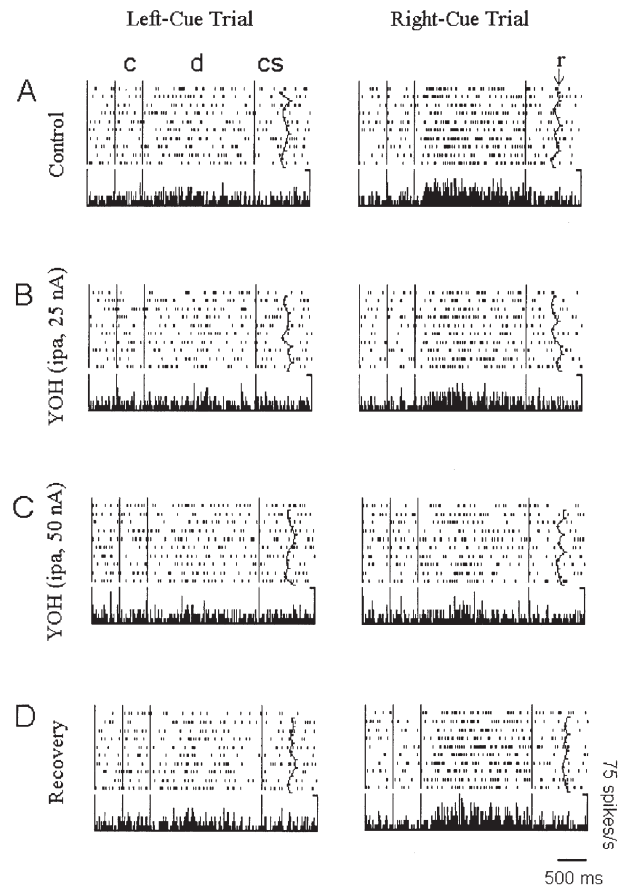 Left-Cue Trial Right-Cue Trial
c d cs r
A Control
B YOH (ipa, 25 nA)
C YOH (ipa, 50 nA)
D Recovery
75 spikes/s
500 ms